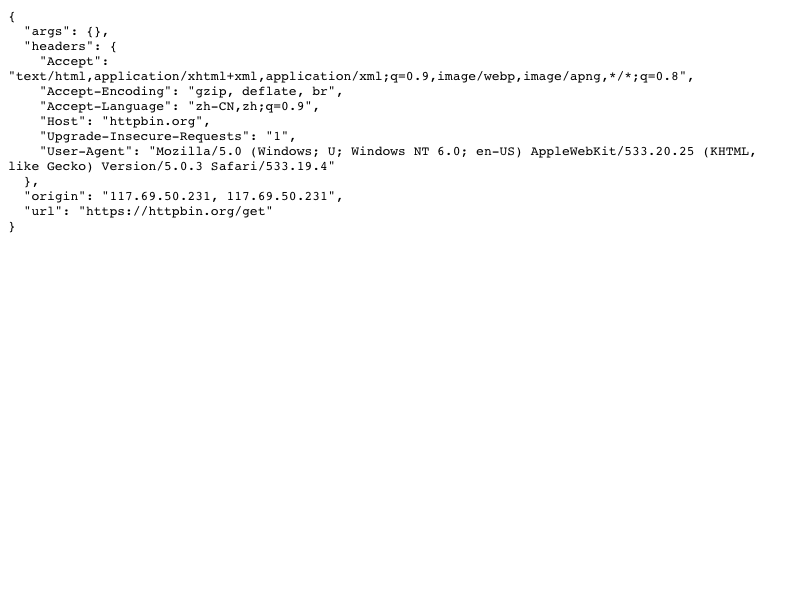 {
  "args": {},
  "headers": {
    "Accept":
"text/html,application/xhtml+xml,application/xml;q=0.9,image/webp,image/apng,*/*;q=0.8",
    "Accept-Encoding": "gzip, deflate, br",
    "Accept-Language": "zh-CN,zh;q=0.9",
    "Host": "httpbin.org",
    "Upgrade-Insecure-Requests": "1",
    "User-Agent": "Mozilla/5.0 (Windows; U; Windows NT 6.0; en-US) AppleWebKit/533.20.25 (KHTML,
like Gecko) Version/5.0.3 Safari/533.19.4"
  },
  "origin": "117.69.50.231, 117.69.50.231",
  "url": "https://httpbin.org/get"
}